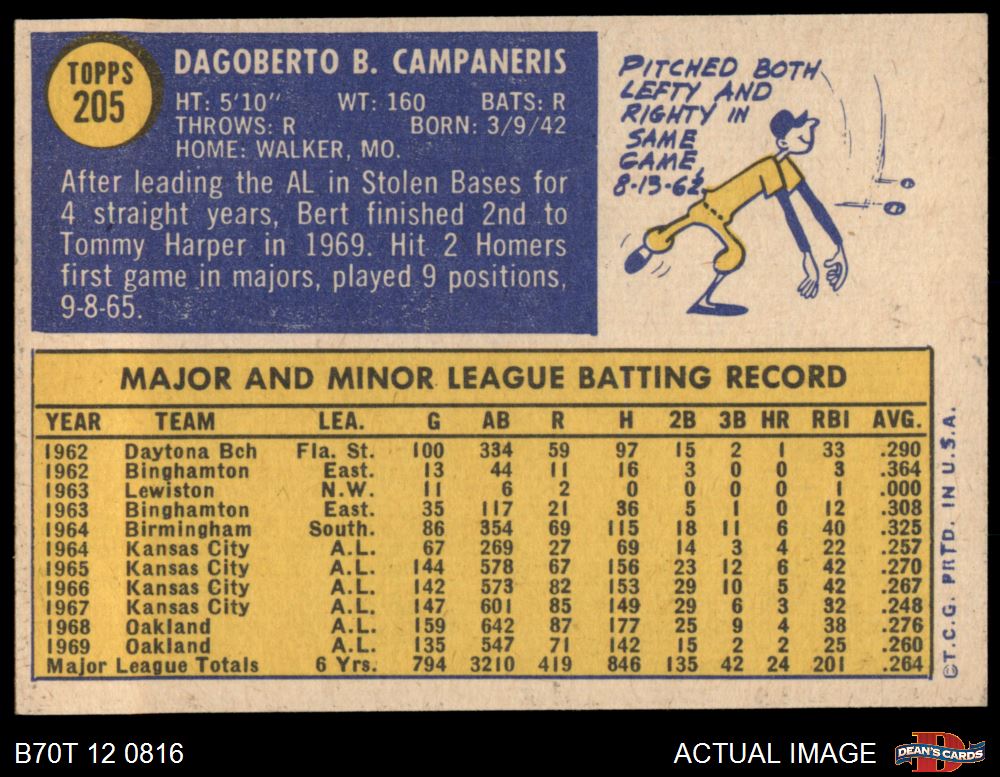 TOPPS
205
DAGOBERTO B. CAMPANERIS
HT: 5'10" WT: 160 BATS: R
THROWS: R BORN: 3/9/42
HOME: WALKER, MO.
After leading the AL in Stolen Bases for
4 straight years, Bert finished 2nd to
Tommy Harper in 1969. Hit 2 Homers
first game in majors, played 9 positions,
9-8-65.
PITCHED BOTH
LEFTY AND
RIGHTY IN
SAME
GAME,
8-13-62
MAJOR AND MINOR LEAGUE BATTING RECORD
YEAR TEAM LEA. G AB R H 2B 3B HR RBI AVG.
1962 Daytona Bch Fla. St. 100 334 59 97 15 2 1 33 .290
1962 Binghamton East. 13 44 11 16 3 0 0 3 .364
1963 Lewiston N.W. 11 6 2 0 0 0 0 1 .000
1963 Binghamton East. 35 117 21 36 5 1 0 12 .308
1964 Birmingham South. 86 354 69 115 18 11 6 40 .325
1964 Kansas City A.L. 67 269 27 69 14 3 4 22 .257
1965 Kansas City A.L. 144 578 67 156 23 12 6 42 .270
1966 Kansas City A.L. 142 573 82 153 29 10 5 42 .267
1967 Kansas City A.L. 147 601 85 149 29 6 3 32 .248
1968 Oakland A.L. 159 642 87 177 25 9 4 38 .276
1969 Oakland A.L. 135 547 71 142 15 2 2 25 .260
Major League Totals 6 Yrs. 794 3210 419 846 135 42 24 201 .264
©T.C.G. PRTD. IN U.S.A.
B70T 12 0816
ACTUAL IMAGE
D
DEAN'S CARDS